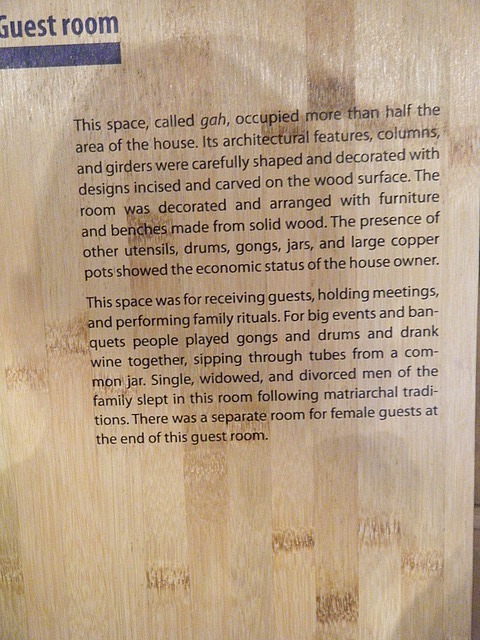 Guest room
This space, called gah, occupied more than half the
area of the house. Its architectural features, columns,
and girders were carefully shaped and decorated with
designs incised and carved on the wood surface. The
room was decorated and arranged with furniture
and benches made from solid wood. The presence of
other utensils, drums, gongs, jars, and large copper
pots showed the economic status of the house owner.
This space was for receiving guests, holding meetings,
and performing family rituals. For big events and ban-
quets people played gongs and drums and drank
wine together, sipping through tubes from a com-
mon jar. Single, widowed, and divorced men of the
family slept in this room following matriarchal tradi-
tions. There was a separate room for female guests at
the end of this guest room.